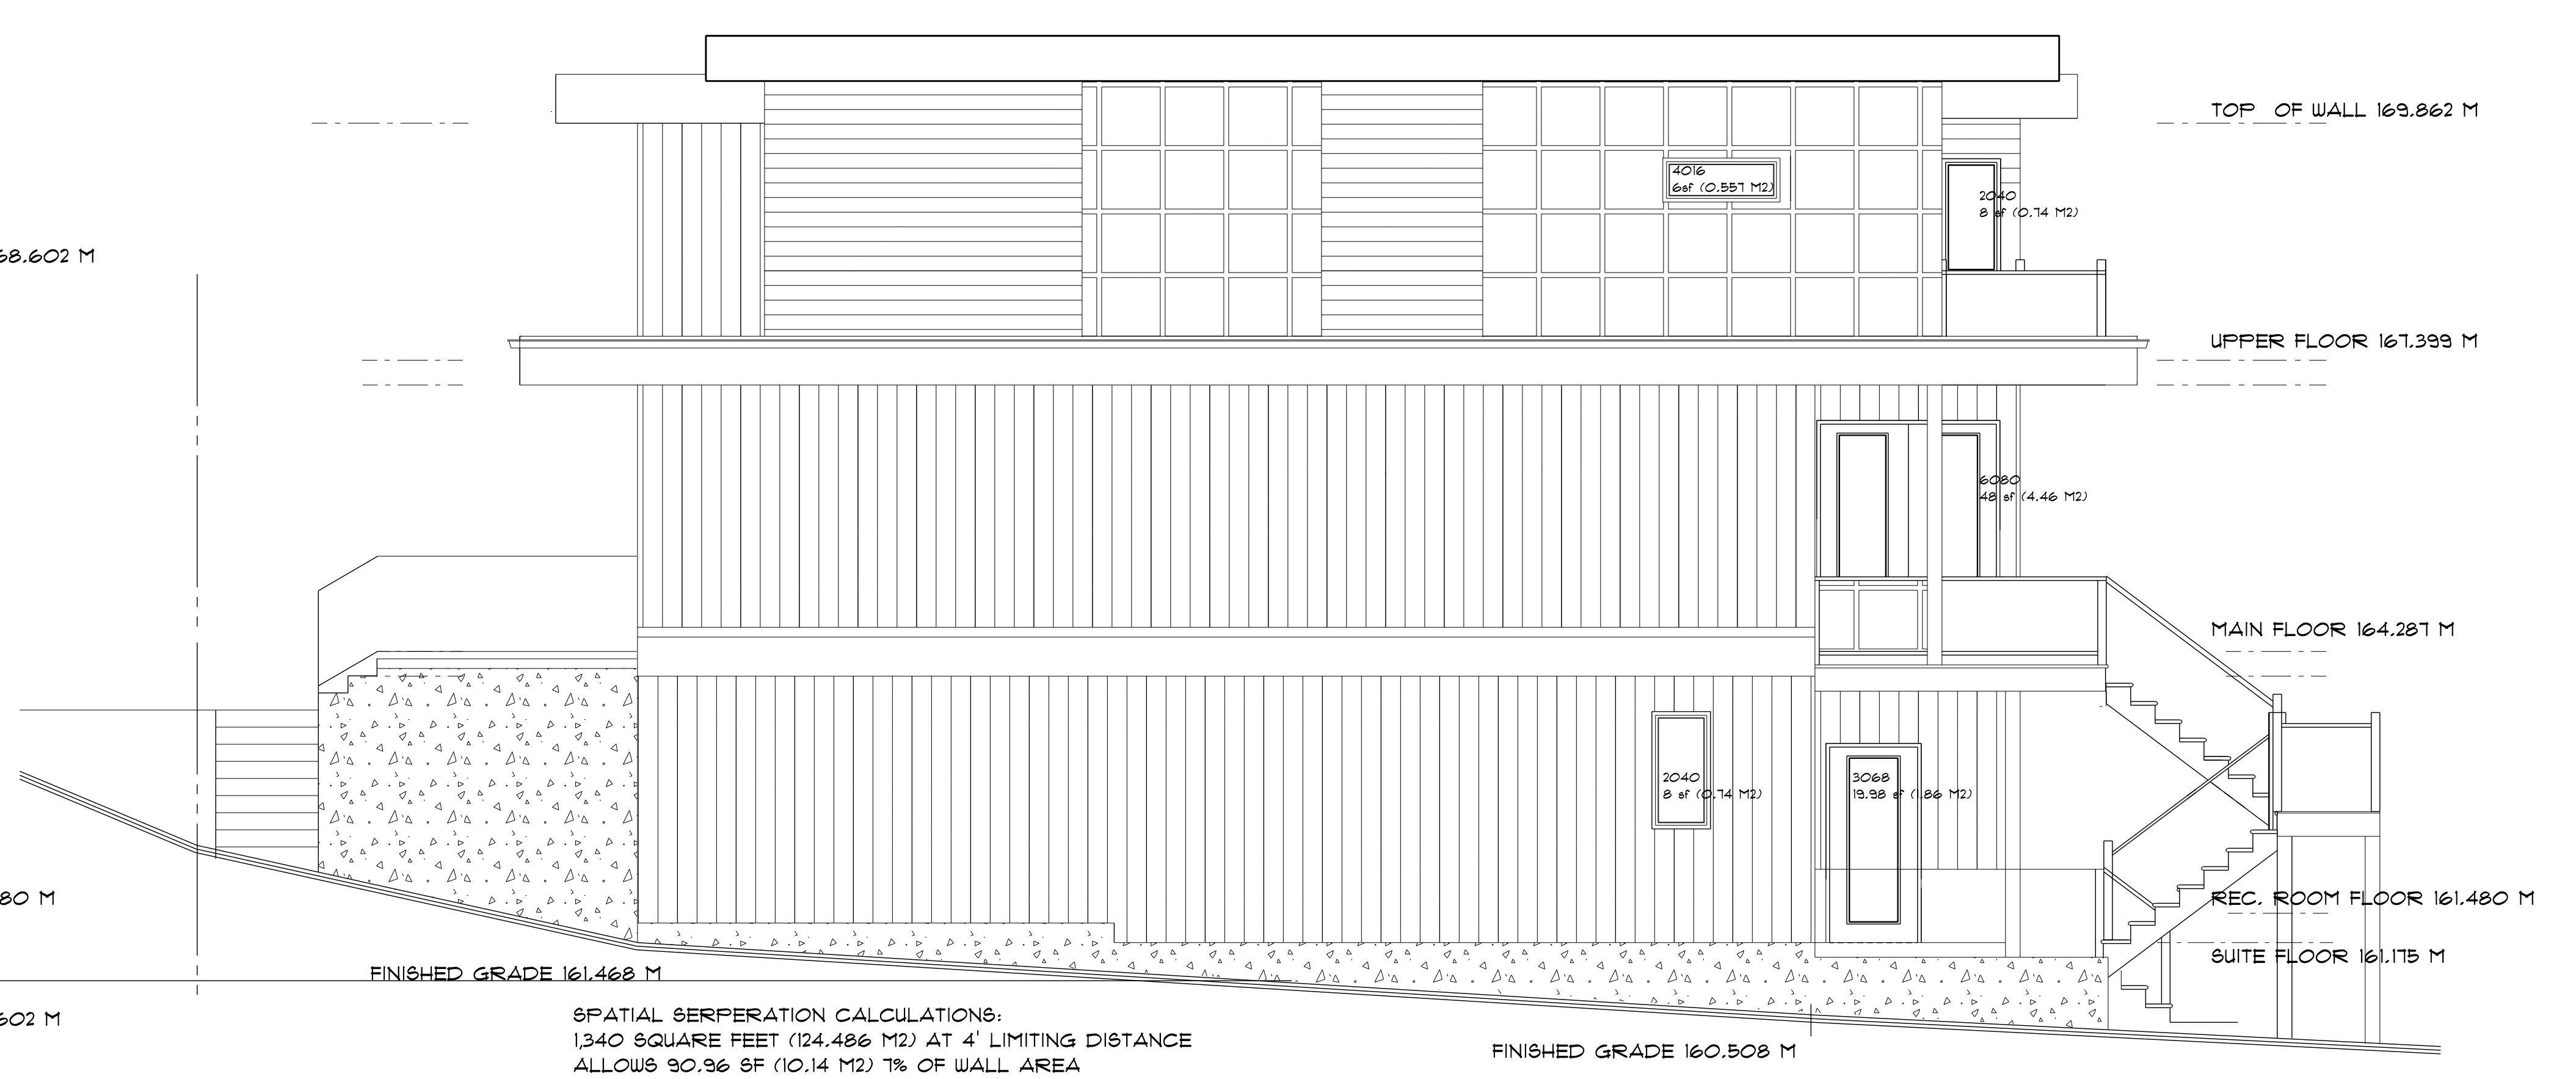 TOP OF WALL 169.862 M
4016
6sf (0.557 M2)
2040
8 sf (0.74 M2)
68.602 M
UPPER FLOOR 167.399 M
6080
48 sf (4.46 M2)
MAIN FLOOR 164.287 M
2040
8 sf (0.74 M2)
3068
19.98 sf (1.86 M2)
80 M
REC. ROOM FLOOR 161.480 M
SUITE FLOOR 161.175 M
FINISHED GRADE 161.468 M
602 M
SPATIAL SERPERATION CALCULATIONS:
1,340 SQUARE FEET (124.486 M2) AT 4' LIMITING DISTANCE
ALLOWS 90.96 SF (10.14 M2) 7% OF WALL AREA
FINISHED GRADE 160.508 M